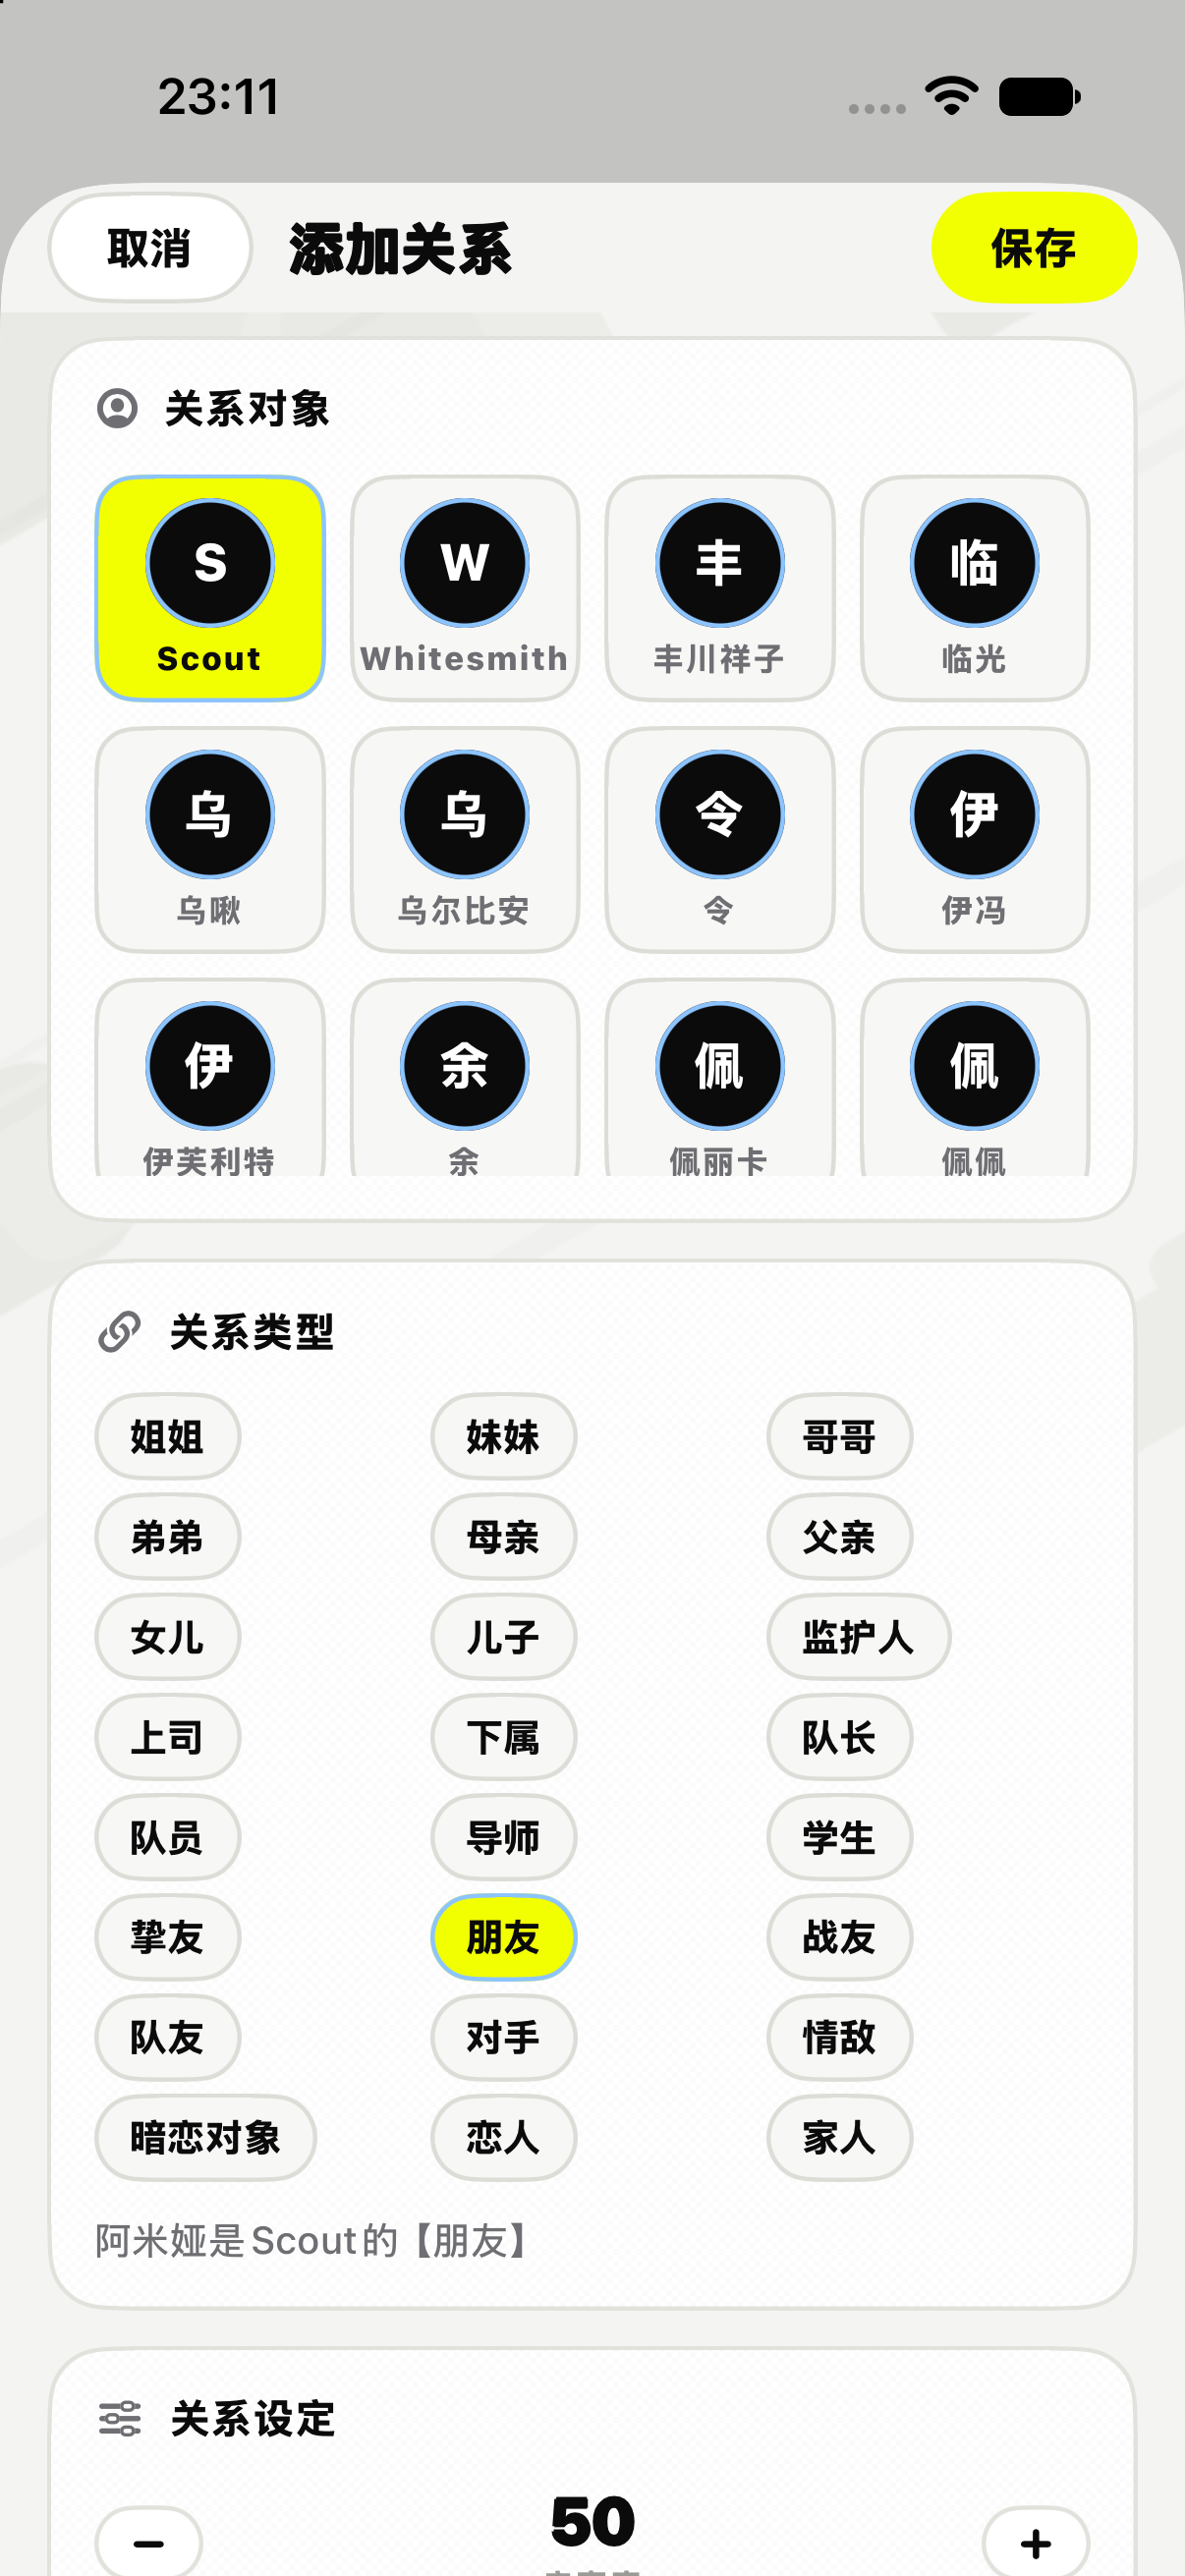 23:11
取消 添加关系 保存
关系对象
S W 丰 临
Scout Whitesmith 丰川祥子 临光
乌 乌 令 伊
乌啾 乌尔比安 令 伊冯
伊 余 佩 佩
伊芙利特 余 佩丽卡 佩佩
关系类型
姐姐 妹妹 哥哥
弟弟 母亲 父亲
女儿 儿子 监护人
上司 下属 队长
队员 导师 学生
挚友 朋友 战友
队友 对手 情敌
暗恋对象 恋人 家人
阿米娅是Scout的【朋友】
关系设定
− 50 +